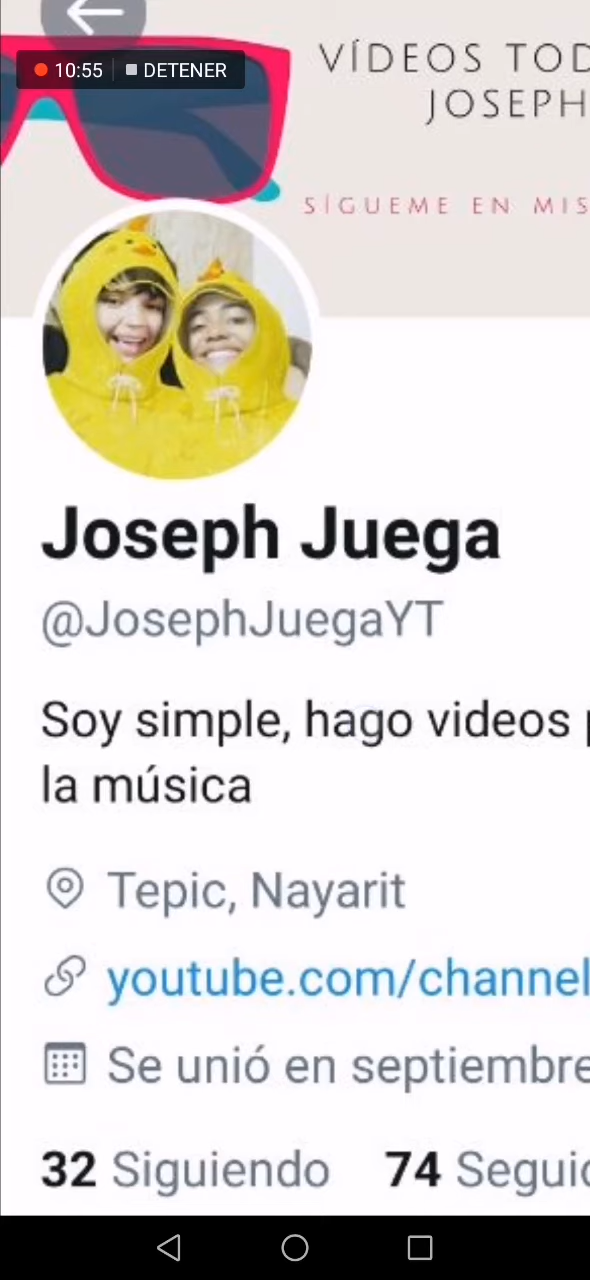 VÍDEOS TOD
JOSEPH
10:55 DETENER
SÍGUEME EN MIS
Joseph Juega
@JosephJuegaYT
Soy simple, hago videos
la música
Tepic, Nayarit
youtube.com/channel
Se unió en septiembre
32 Siguiendo 74 Seguid